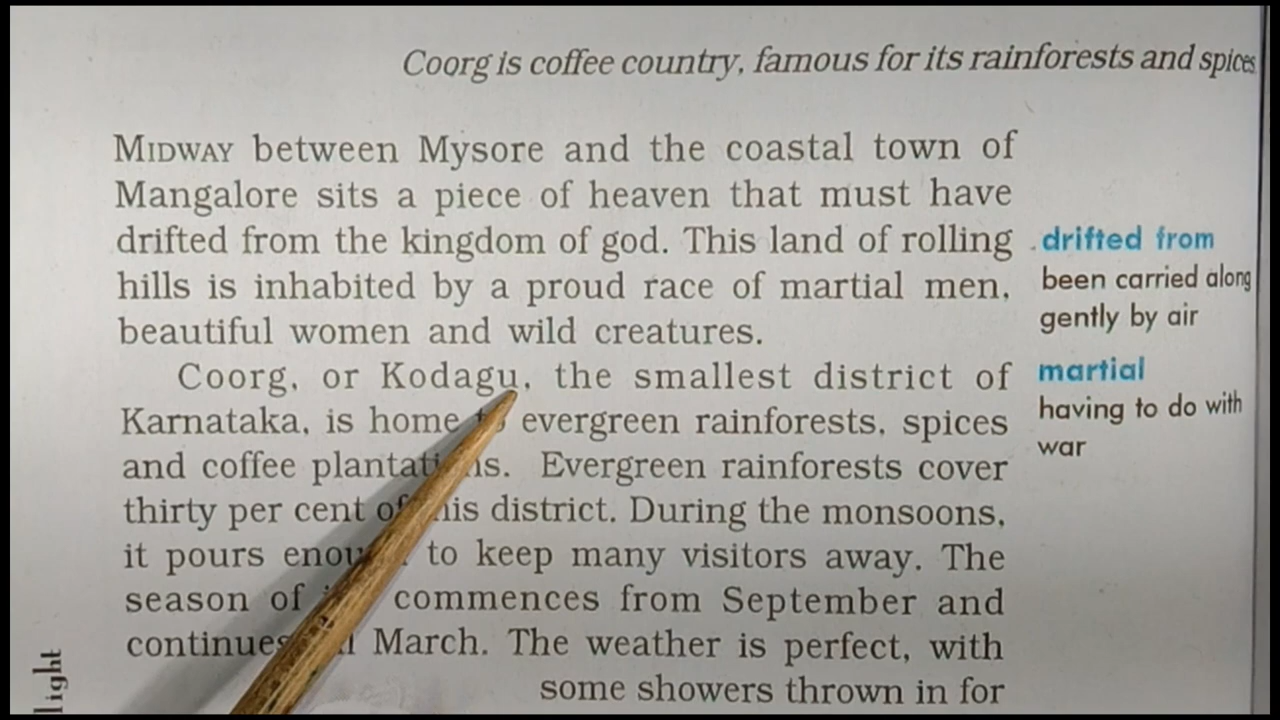 Coorg is coffee country, famous for its rainforests and spices
MIDWAY between Mysore and the coastal town of
Mangalore sits a piece of heaven that must have
drifted from the kingdom of god. This land of rolling
hills is inhabited by a proud race of martial men,
beautiful women and wild creatures.
Coorg, or Kodagu, the smallest district of
Karnataka, is home evergreen rainforests, spices
and coffee Evergreen rainforests cover
thirty per cent district. During the monsoons,
it pours to keep many visitors away. The
season of commences from September and
March. The weather is perfect, with
some showers thrown in for
drifted from
been carried along
gently by air
martial
having to do with
war
light